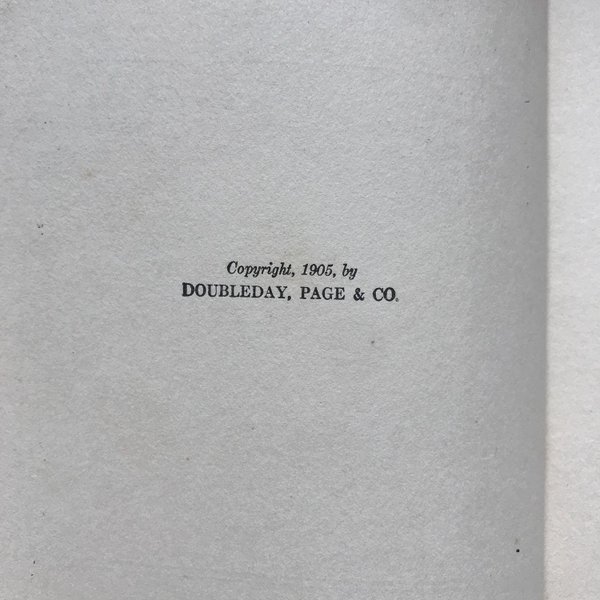 Copyright, 1905, by
DOUBLEDAY, PAGE & CO.